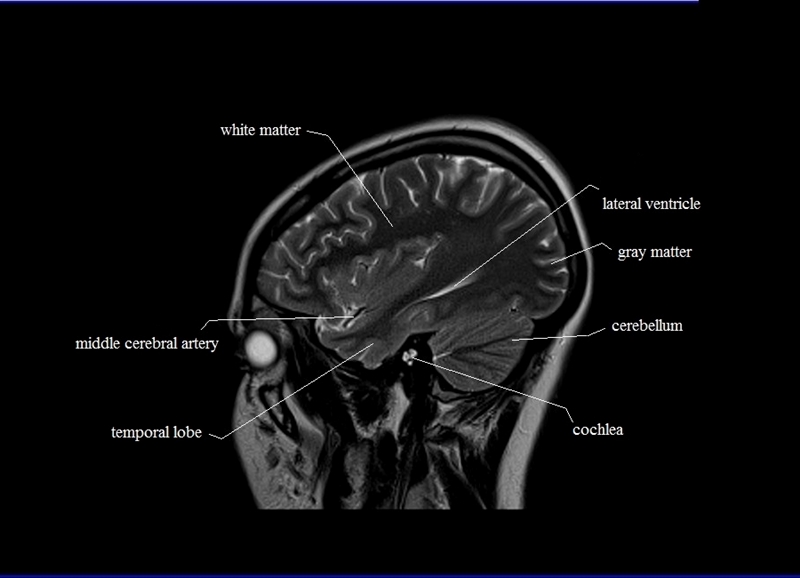 white matter
lateral ventricle
gray matter
cerebellum
middle cerebral artery
temporal lobe
cochlea